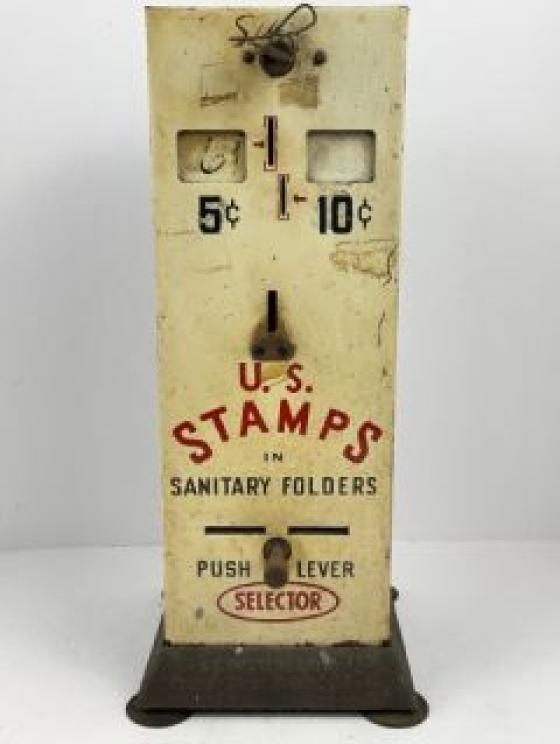 5¢ 10¢
U. S.
STAMPS
IN
SANITARY FOLDERS
PUSH LEVER
SELECTOR